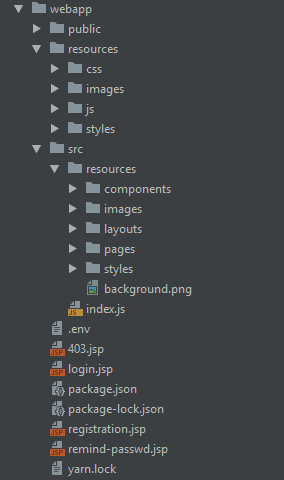 webapp
public
resources
css
images
js
styles
src
resources
components
images
layouts
pages
styles
background.png
index.js
.env
403.jsp
login.jsp
package.json
package-lock.json
registration.jsp
remind-passwd.jsp
yarn.lock